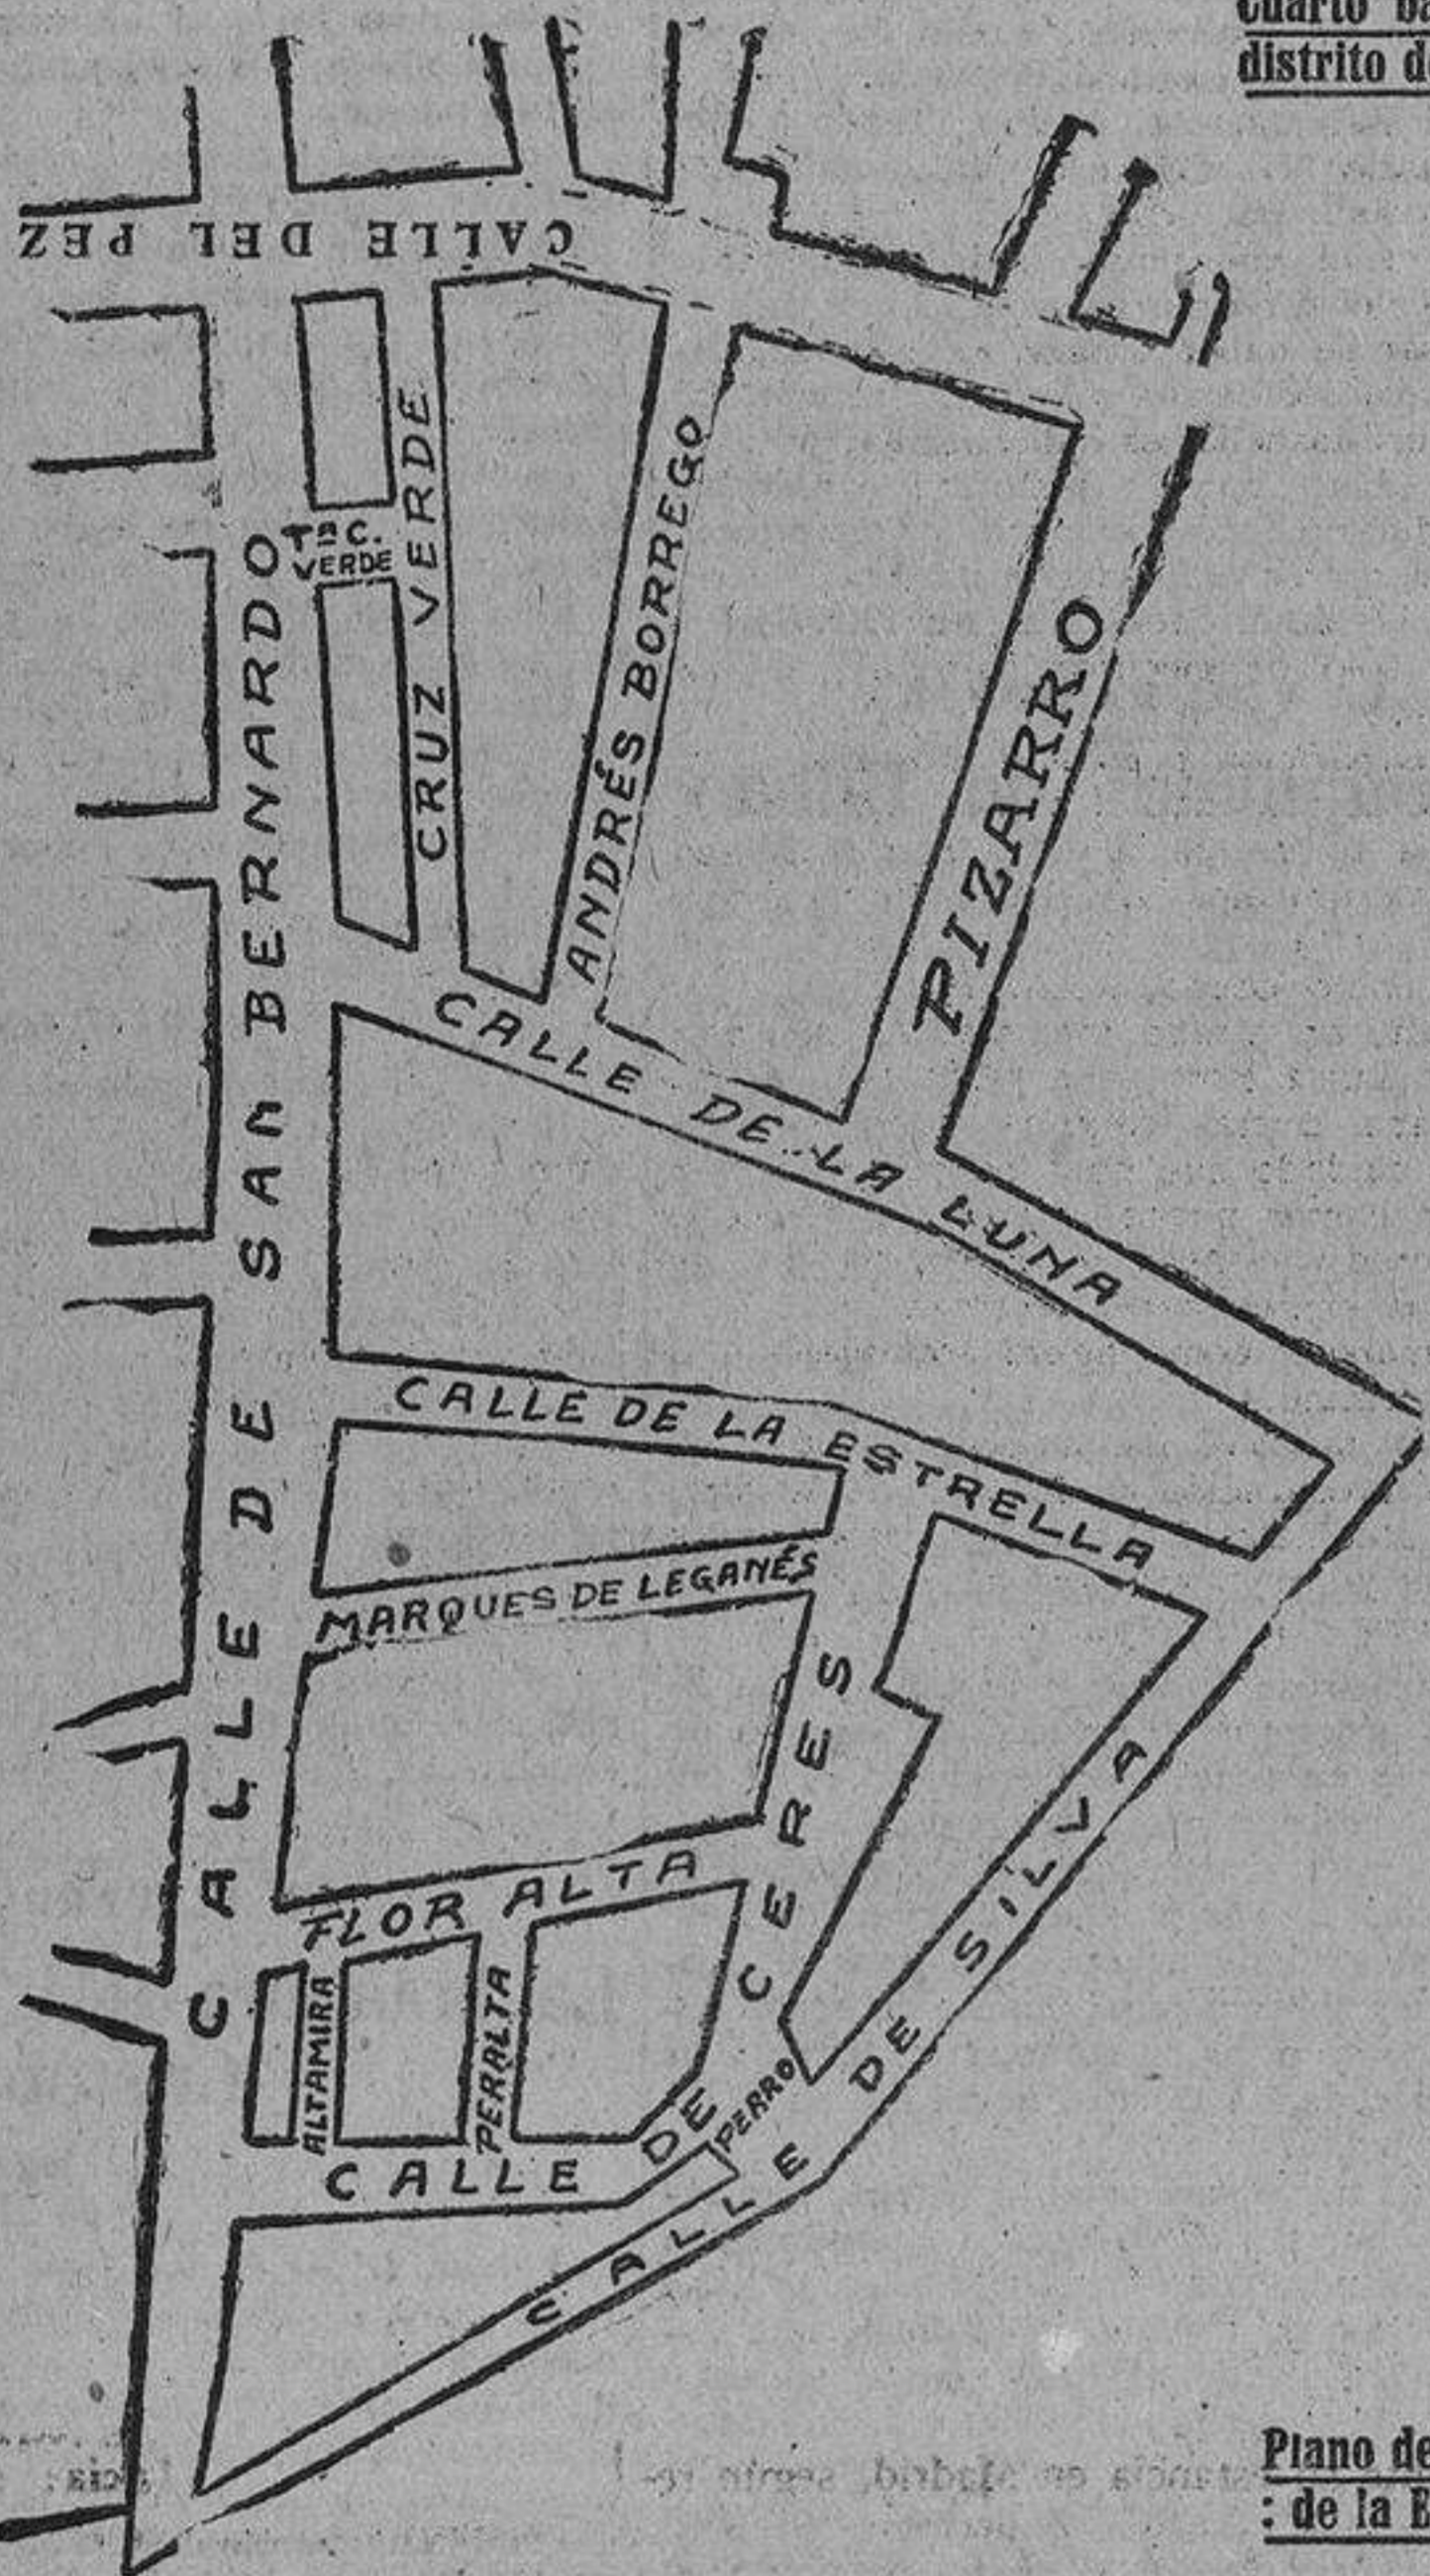 distrito
CALLE DEL PEZ
Tª C.
VERDE
CRUZ VERDE
ANDRÉS BORREGO
PIZARRO
CALLE DE SAN BERNARDO
CALLE DE LA LUNA
CALLE DE LA ESTRELLA
MARQUES DE LEGANÉS
FLOR ALTA
ALTAMIRA
PERALTA
CALLE DE CERES
PERRO
CALLE DE SILVA
Plano de
: de la E